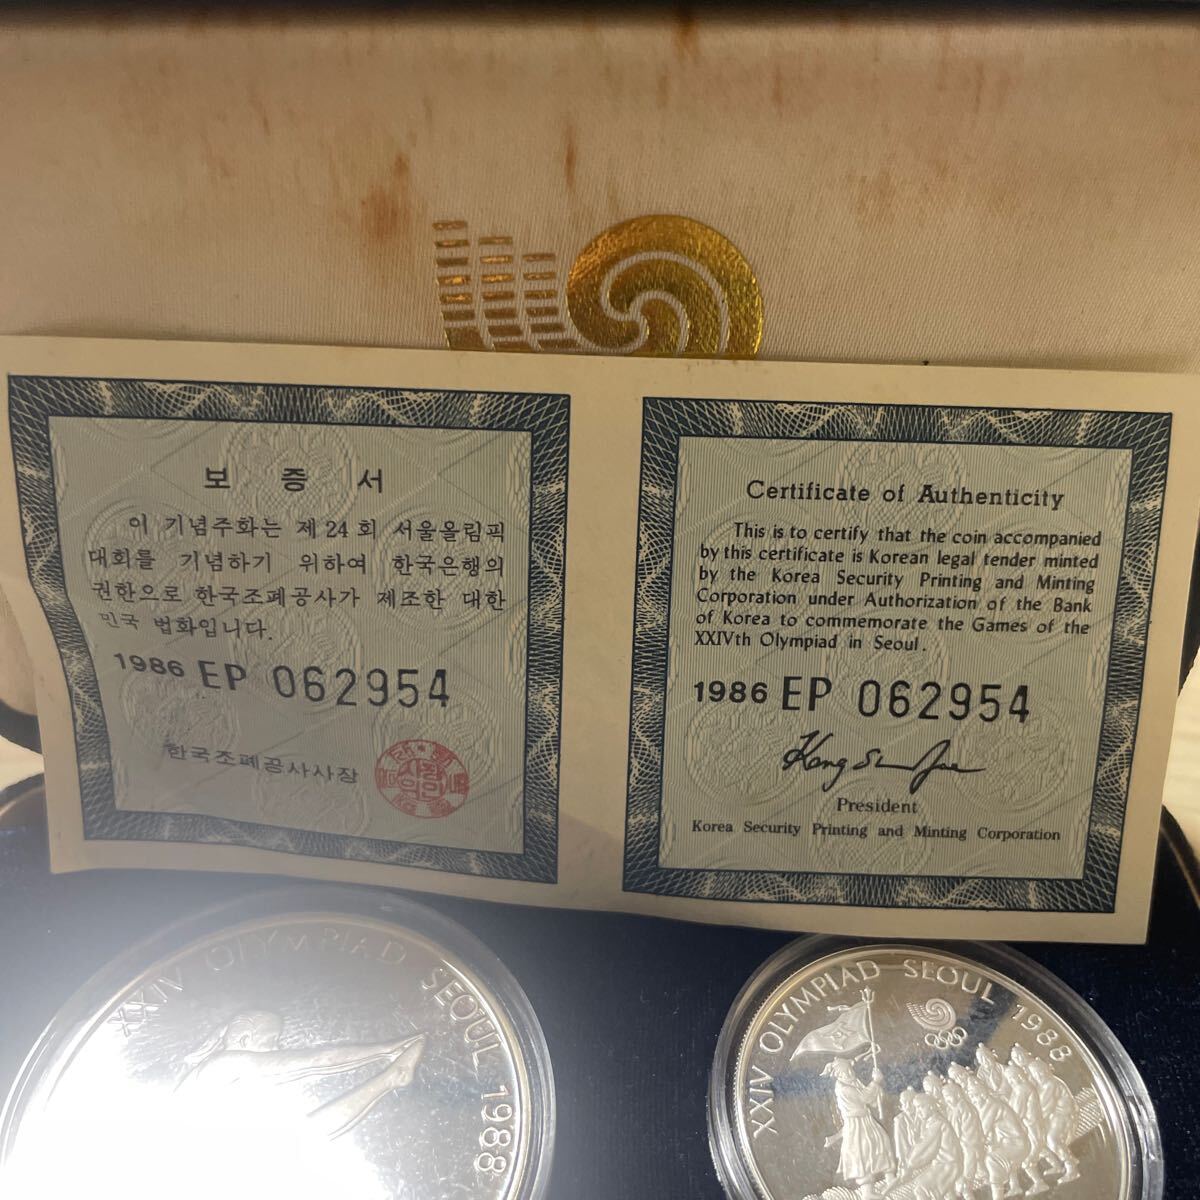 보 증 서
이 기념주화는 제24회 서울올림픽
대회를 기념하기 위하여 한국은행의
권한으로 한국조폐공사가 제조한 대한
민국 법화입니다.
1986 EP 062954
한국조폐공사사장
Certificate of Authenticity
This is to certify that the coin accompanied
by this certificate is Korean legal tender minted
by the Korea Security Printing and Minting
Corporation under Authorization of the Bank
of Korea to commemorate the Games of the
XXIVth Olympiad in Seoul.
1986 EP 062954
President
Korea Security Printing and Minting Corporation
XXIV OLYMPIAD SEOUL 1988
XXIV OLYMPIAD SEOUL 1988